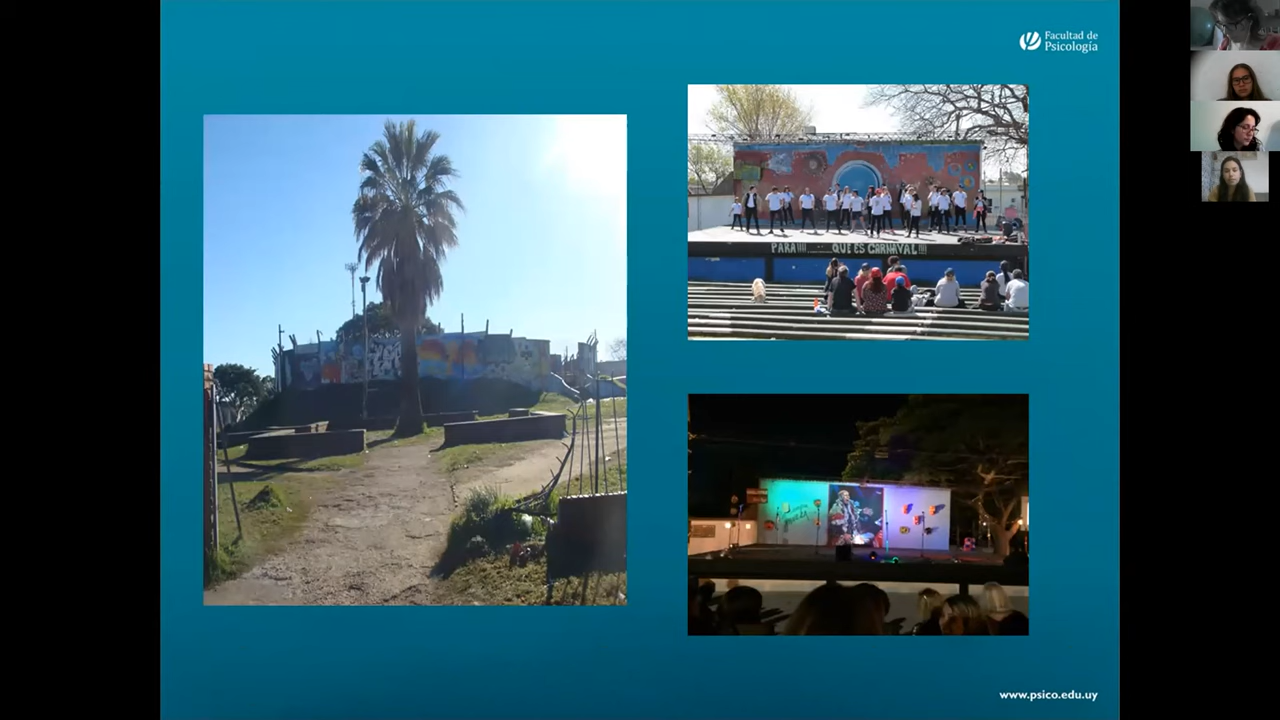 Facultad de
Psicología
PARA!!!! ....... QUE ES CARNAVAL!!!!
www.psico.edu.uy